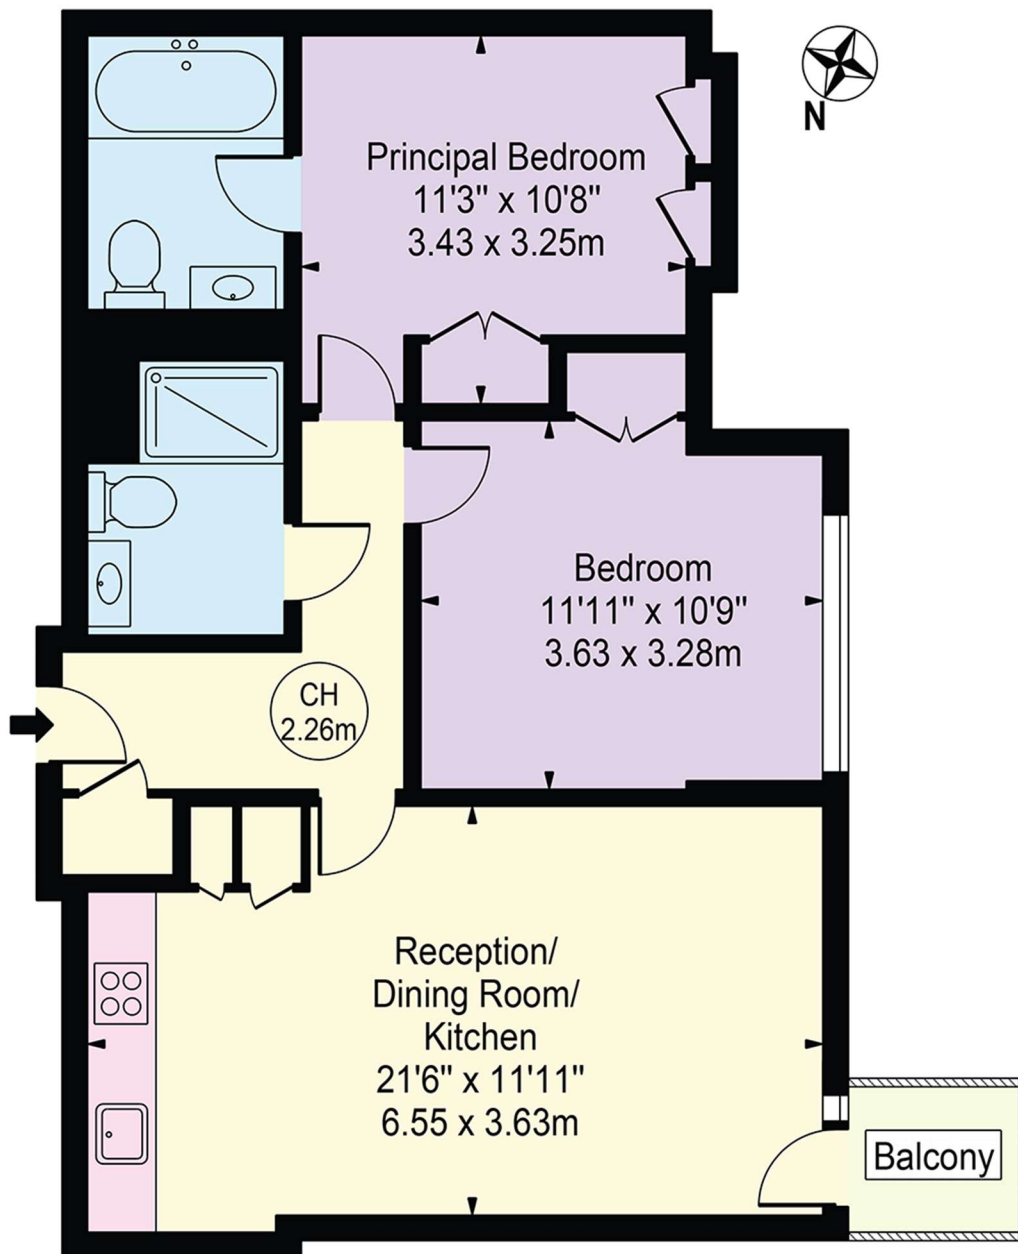 N
Principal Bedroom
11'3" x 10'8"
3.43 x 3.25m
Bedroom
11'11" x 10'9"
3.63 x 3.28m
CH
2.26m
Reception/
Dining Room/
Kitchen
21'6" x 11'11"
6.55 x 3.63m
Balcony